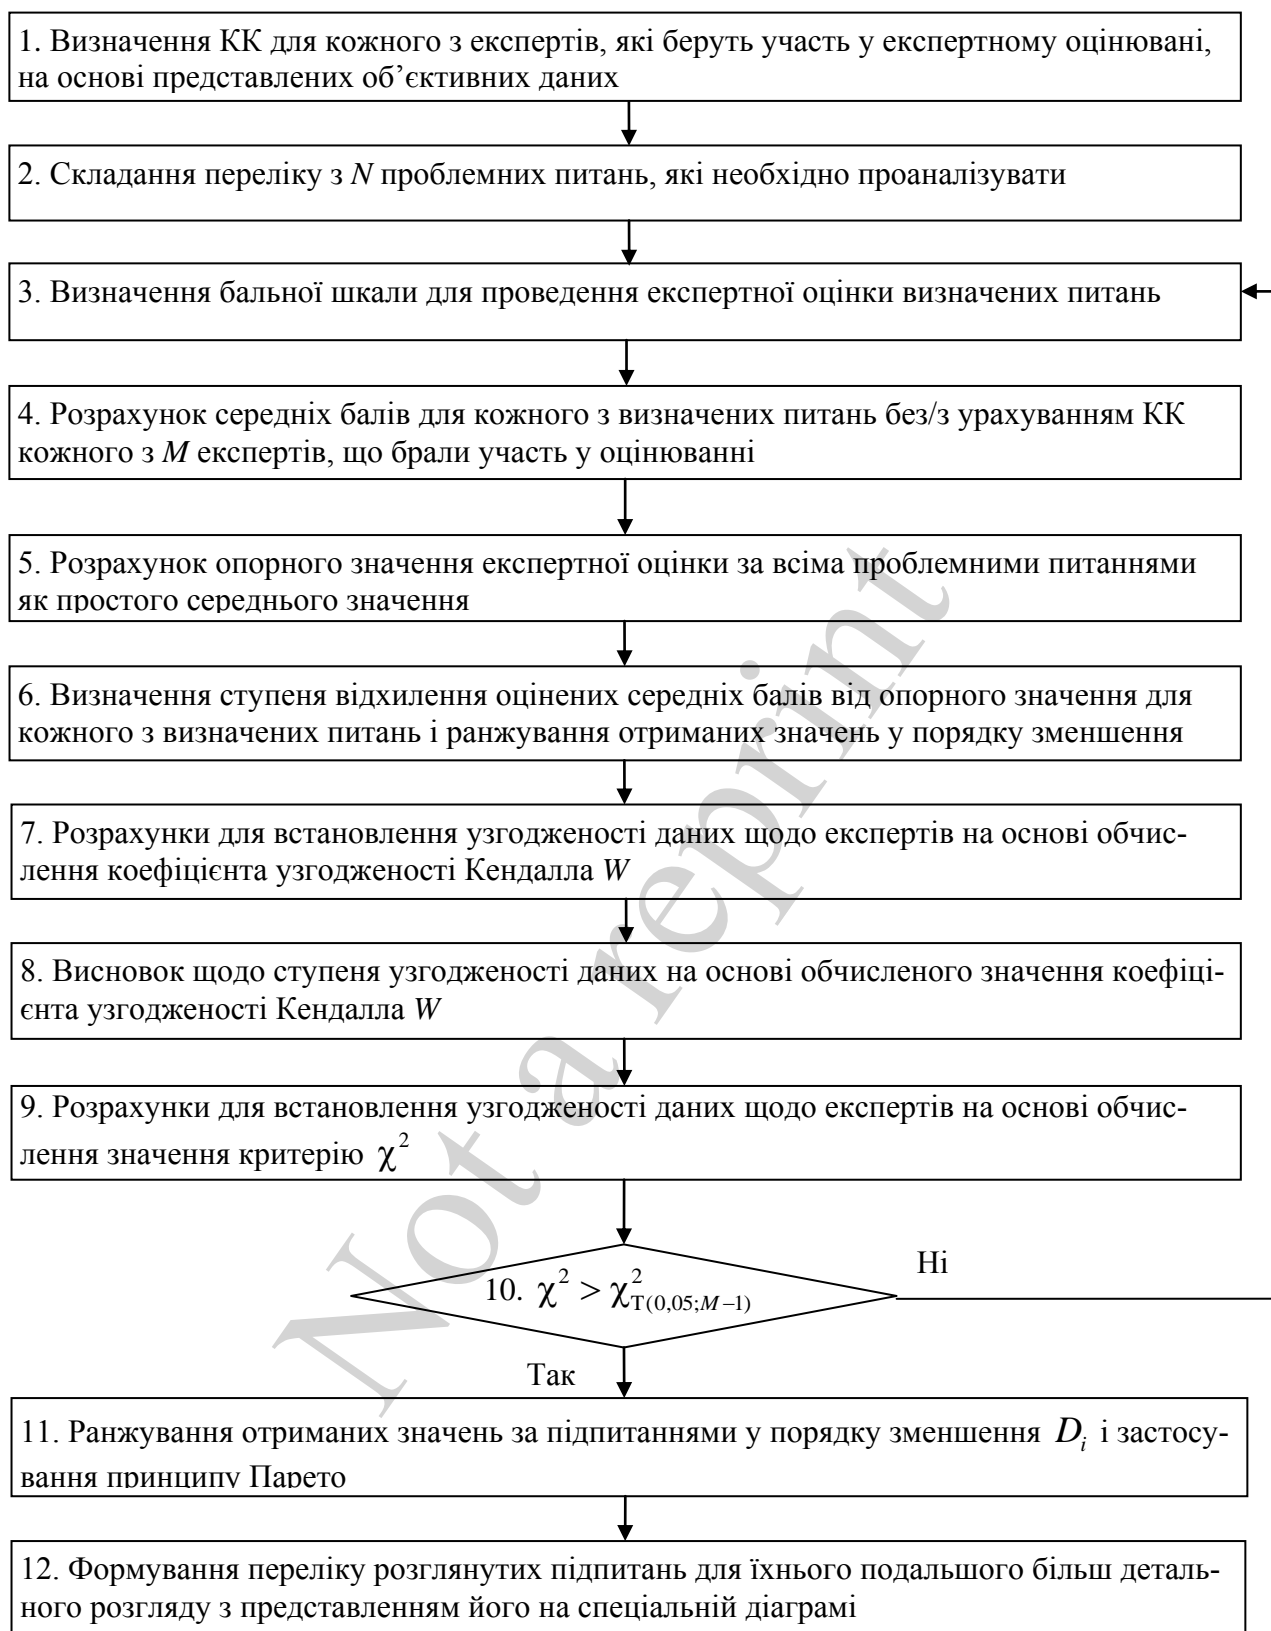 1. Визначення КК для кожного з експертів, які беруть участь у експертному оцінювані,
на основі представлених об’єктивних даних
2. Складання переліку з N проблемних питань, які необхідно проаналізувати
3. Визначення бальної шкали для проведення експертної оцінки визначених питань
4. Розрахунок середніх балів для кожного з визначених питань без/з урахуванням КК
кожного з M експертів, що брали участь у оцінюванні
5. Розрахунок опорного значення експертної оцінки за всіма проблемними питаннями
як простого середнього значення
6. Визначення ступеня відхилення оцінених середніх балів від опорного значення для
кожного з визначених питань і ранжування отриманих значень у порядку зменшення
7. Розрахунки для встановлення узгодженості даних щодо експертів на основі обчис-
лення коефіцієнта узгодженості Кендалла W
8. Висновок щодо ступеня узгодженості даних на основі обчисленого значення коефіці-
єнта узгодженості Кендалла W
9. Розрахунки для встановлення узгодженості даних щодо експертів на основі обчис-
лення значення критерію χ²
Ні
10. χ² > χ²Т(0,05;M−1)
Так
11. Ранжування отриманих значень за підпитаннями у порядку зменшення Di і застосу-
вання принципу Парето
12. Формування переліку розглянутих підпитань для їхнього подальшого більш деталь-
ного розгляду з представленням його на спеціальній діаграмі
Not a reprint